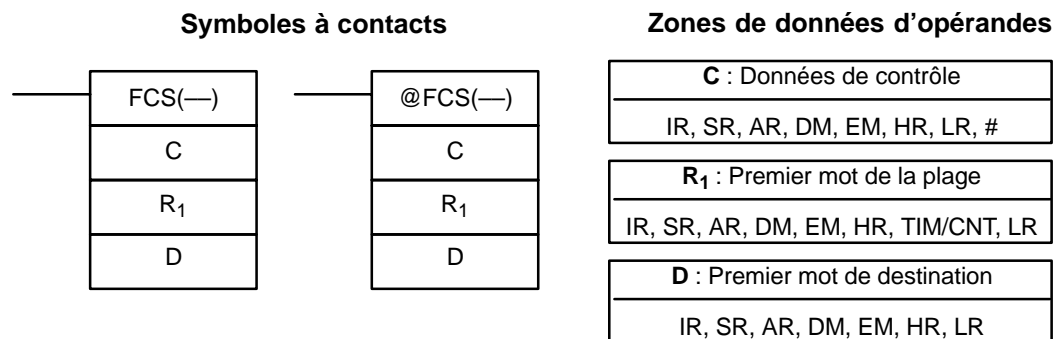 Symboles à contacts
FCS(––)
C
R1
D
@FCS(––)
C
R1
D
Zones de données d’opérandes
C : Données de contrôle
IR, SR, AR, DM, EM, HR, LR, #
R1 : Premier mot de la plage
IR, SR, AR, DM, EM, HR, TIM/CNT, LR
D : Premier mot de destination
IR, SR, AR, DM, EM, HR, LR